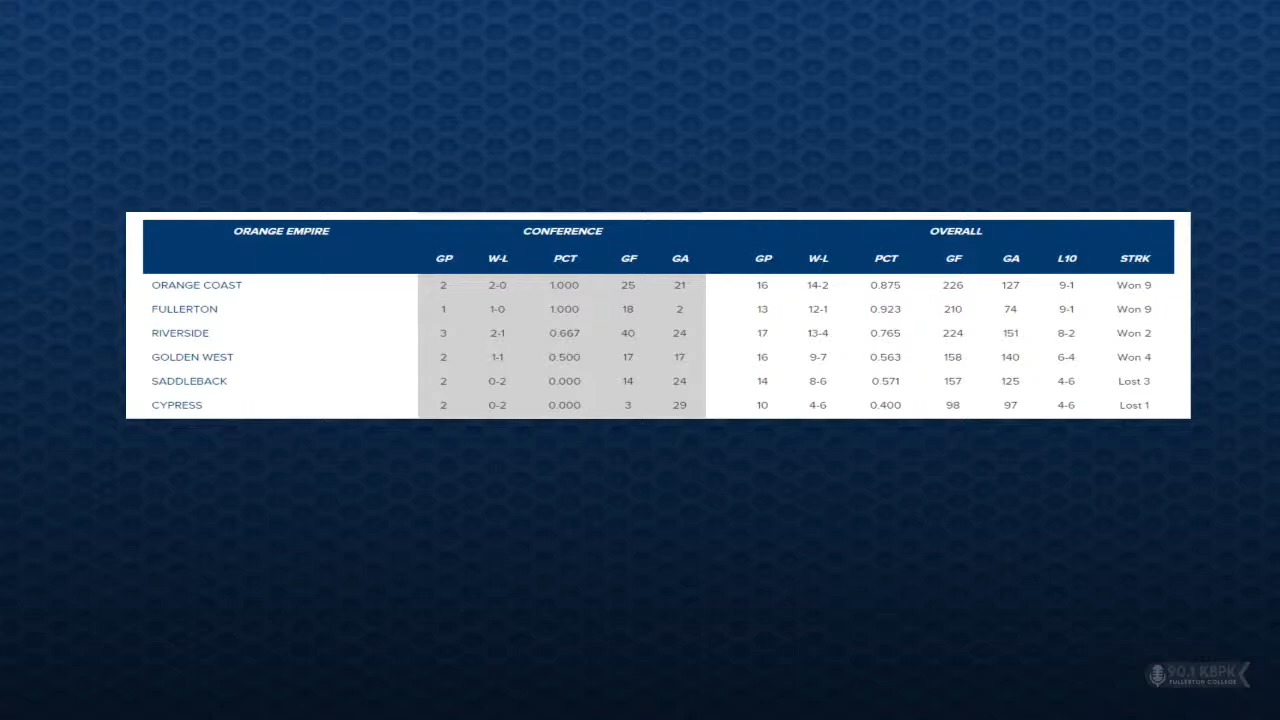 ORANGE EMPIRE CONFERENCE OVERALL
GP W-L PCT GF GA GP W-L PCT GF GA L10 STRK
ORANGE COAST 2 2-0 1.000 25 21 16 14-2 0.875 226 127 9-1 Won 9
FULLERTON 1 1-0 1.000 18 2 13 12-1 0.923 210 74 9-1 Won 9
RIVERSIDE 3 2-1 0.667 40 24 17 13-4 0.765 224 151 8-2 Won 2
GOLDEN WEST 2 1-1 0.500 17 17 16 9-7 0.563 158 140 6-4 Won 4
SADDLEBACK 2 0-2 0.000 14 24 14 8-6 0.571 157 125 4-6 Lost 3
CYPRESS 2 0-2 0.000 3 29 10 4-6 0.400 98 97 4-6 Lost 1
90.1 KBPK
FULLERTON COLLEGE